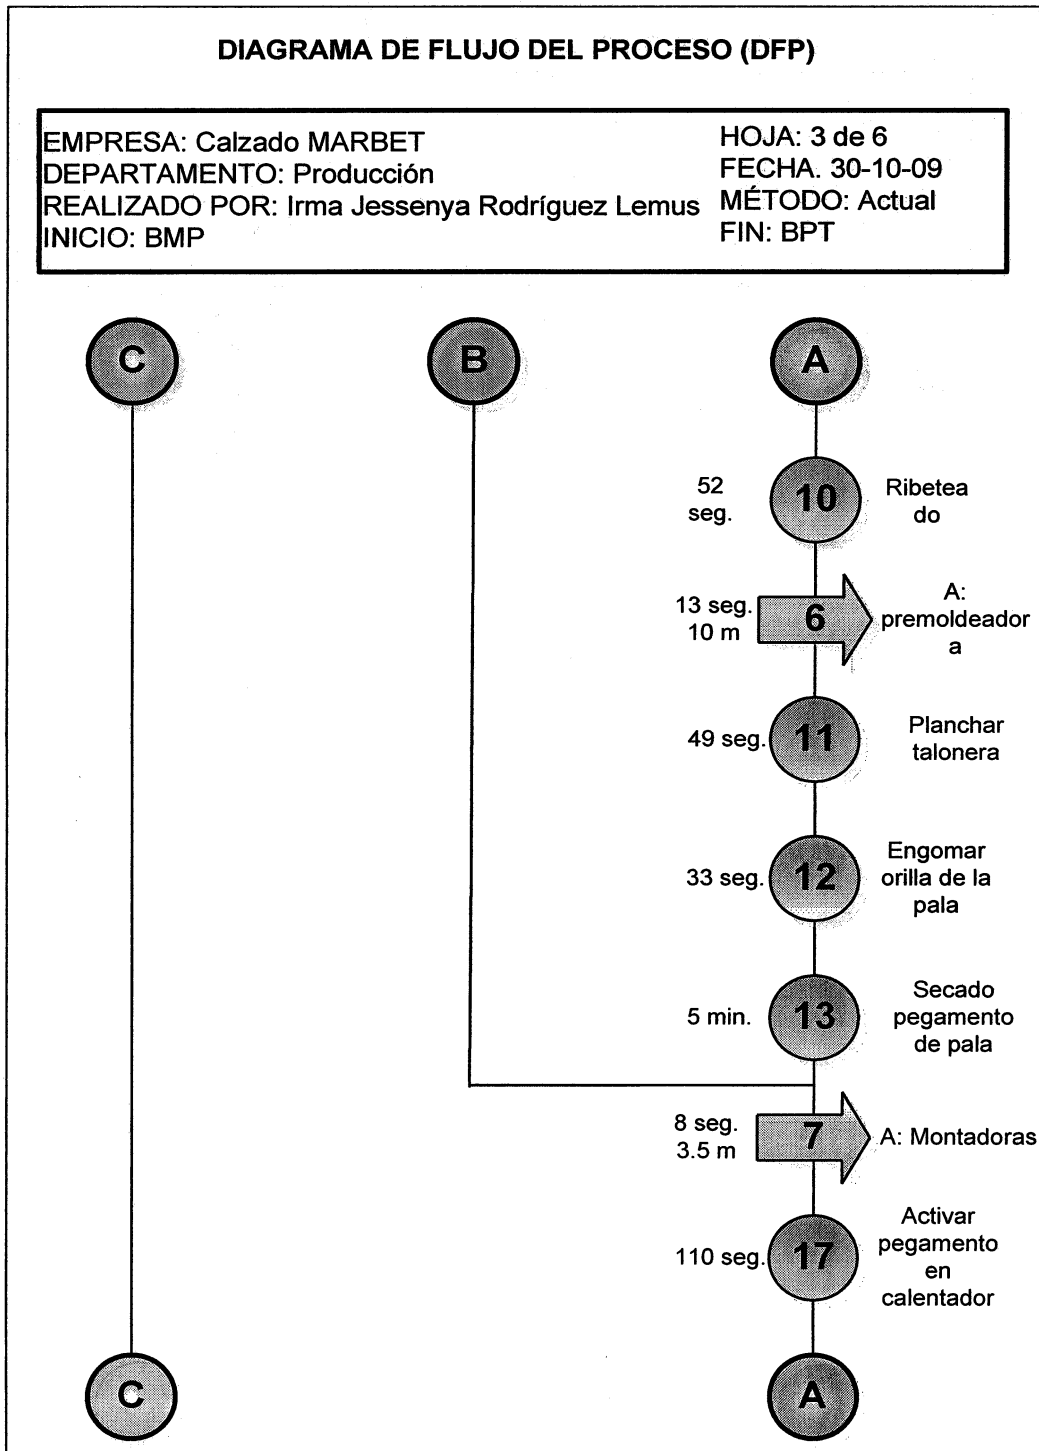 DIAGRAMA DE FLUJO DEL PROCESO (DFP)
EMPRESA: Calzado MARBET
DEPARTAMENTO: Producción
REALIZADO POR: Irma Jessenya Rodríguez Lemus
INICIO: BMP
HOJA: 3 de 6
FECHA. 30-10-09
MÉTODO: Actual
FIN: BPT
C
B
A
52
seg.
10
Ribetea
do
13 seg.
10 m
6
A:
premoldeador
a
49 seg.
11
Planchar
talonera
33 seg.
12
Engomar
orilla de la
pala
5 min.
13
Secado
pegamento
de pala
8 seg.
3.5 m
7
A: Montadoras
110 seg.
17
Activar
pegamento
en
calentador
C
A